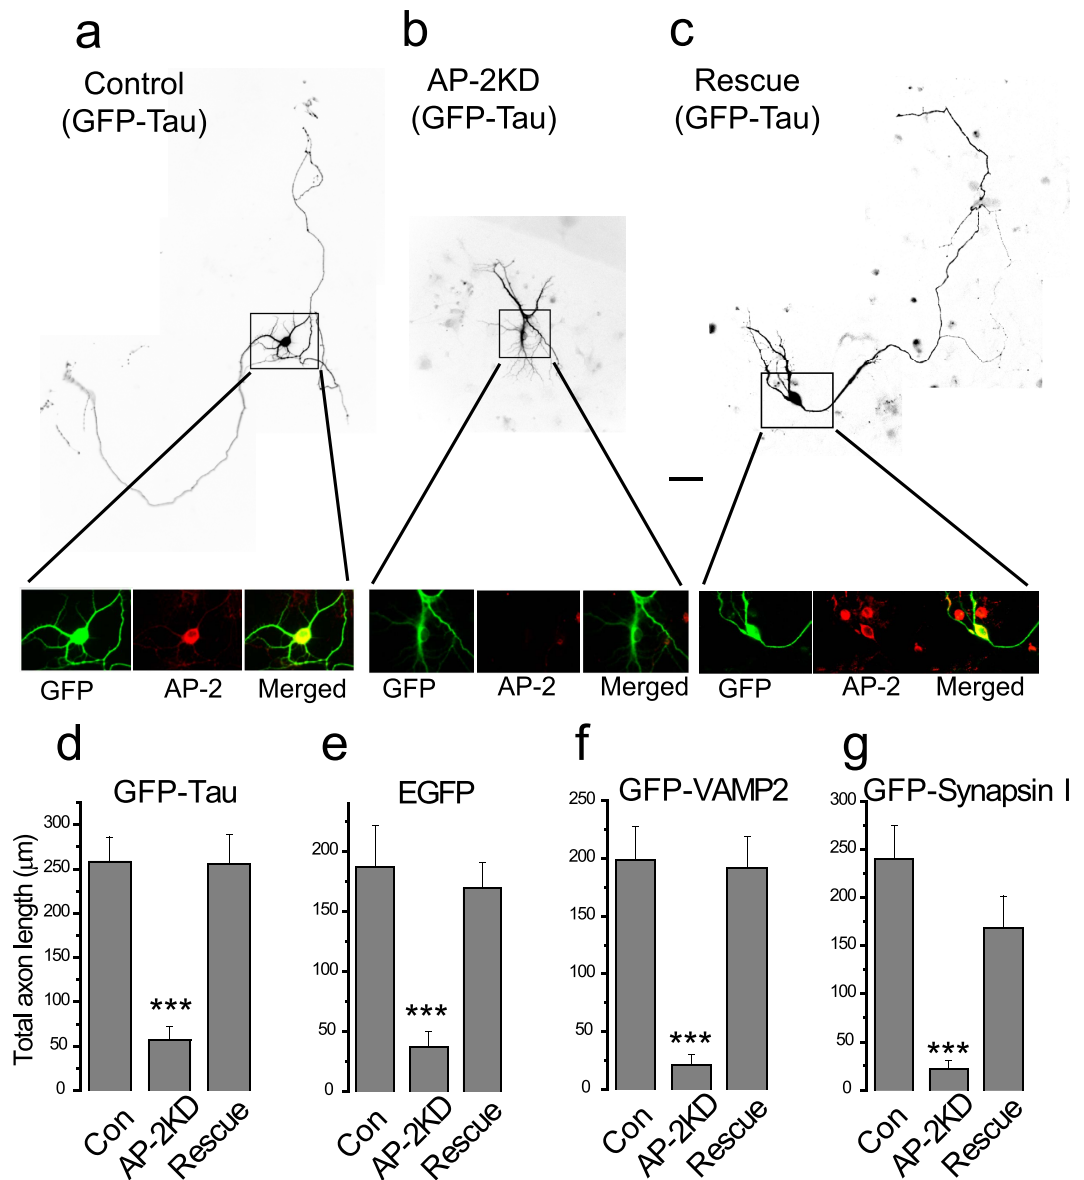 a
Control
(GFP-Tau)
b
AP-2KD
(GFP-Tau)
c
Rescue
(GFP-Tau)
GFP
AP-2
Merged
GFP
AP-2
Merged
GFP
AP-2
Merged
d
GFP-Tau
Total axon length (μm)
300
250
200
150
100
50
0
***
Con
AP-2KD
Rescue
e
EGFP
200
150
100
50
0
***
Con
AP-2KD
Rescue
f
GFP-VAMP2
250
200
150
100
50
0
***
Con
AP-2KD
Rescue
g
GFP-Synapsin I
300
250
200
150
100
50
0
***
Con
AP-2KD
Rescue